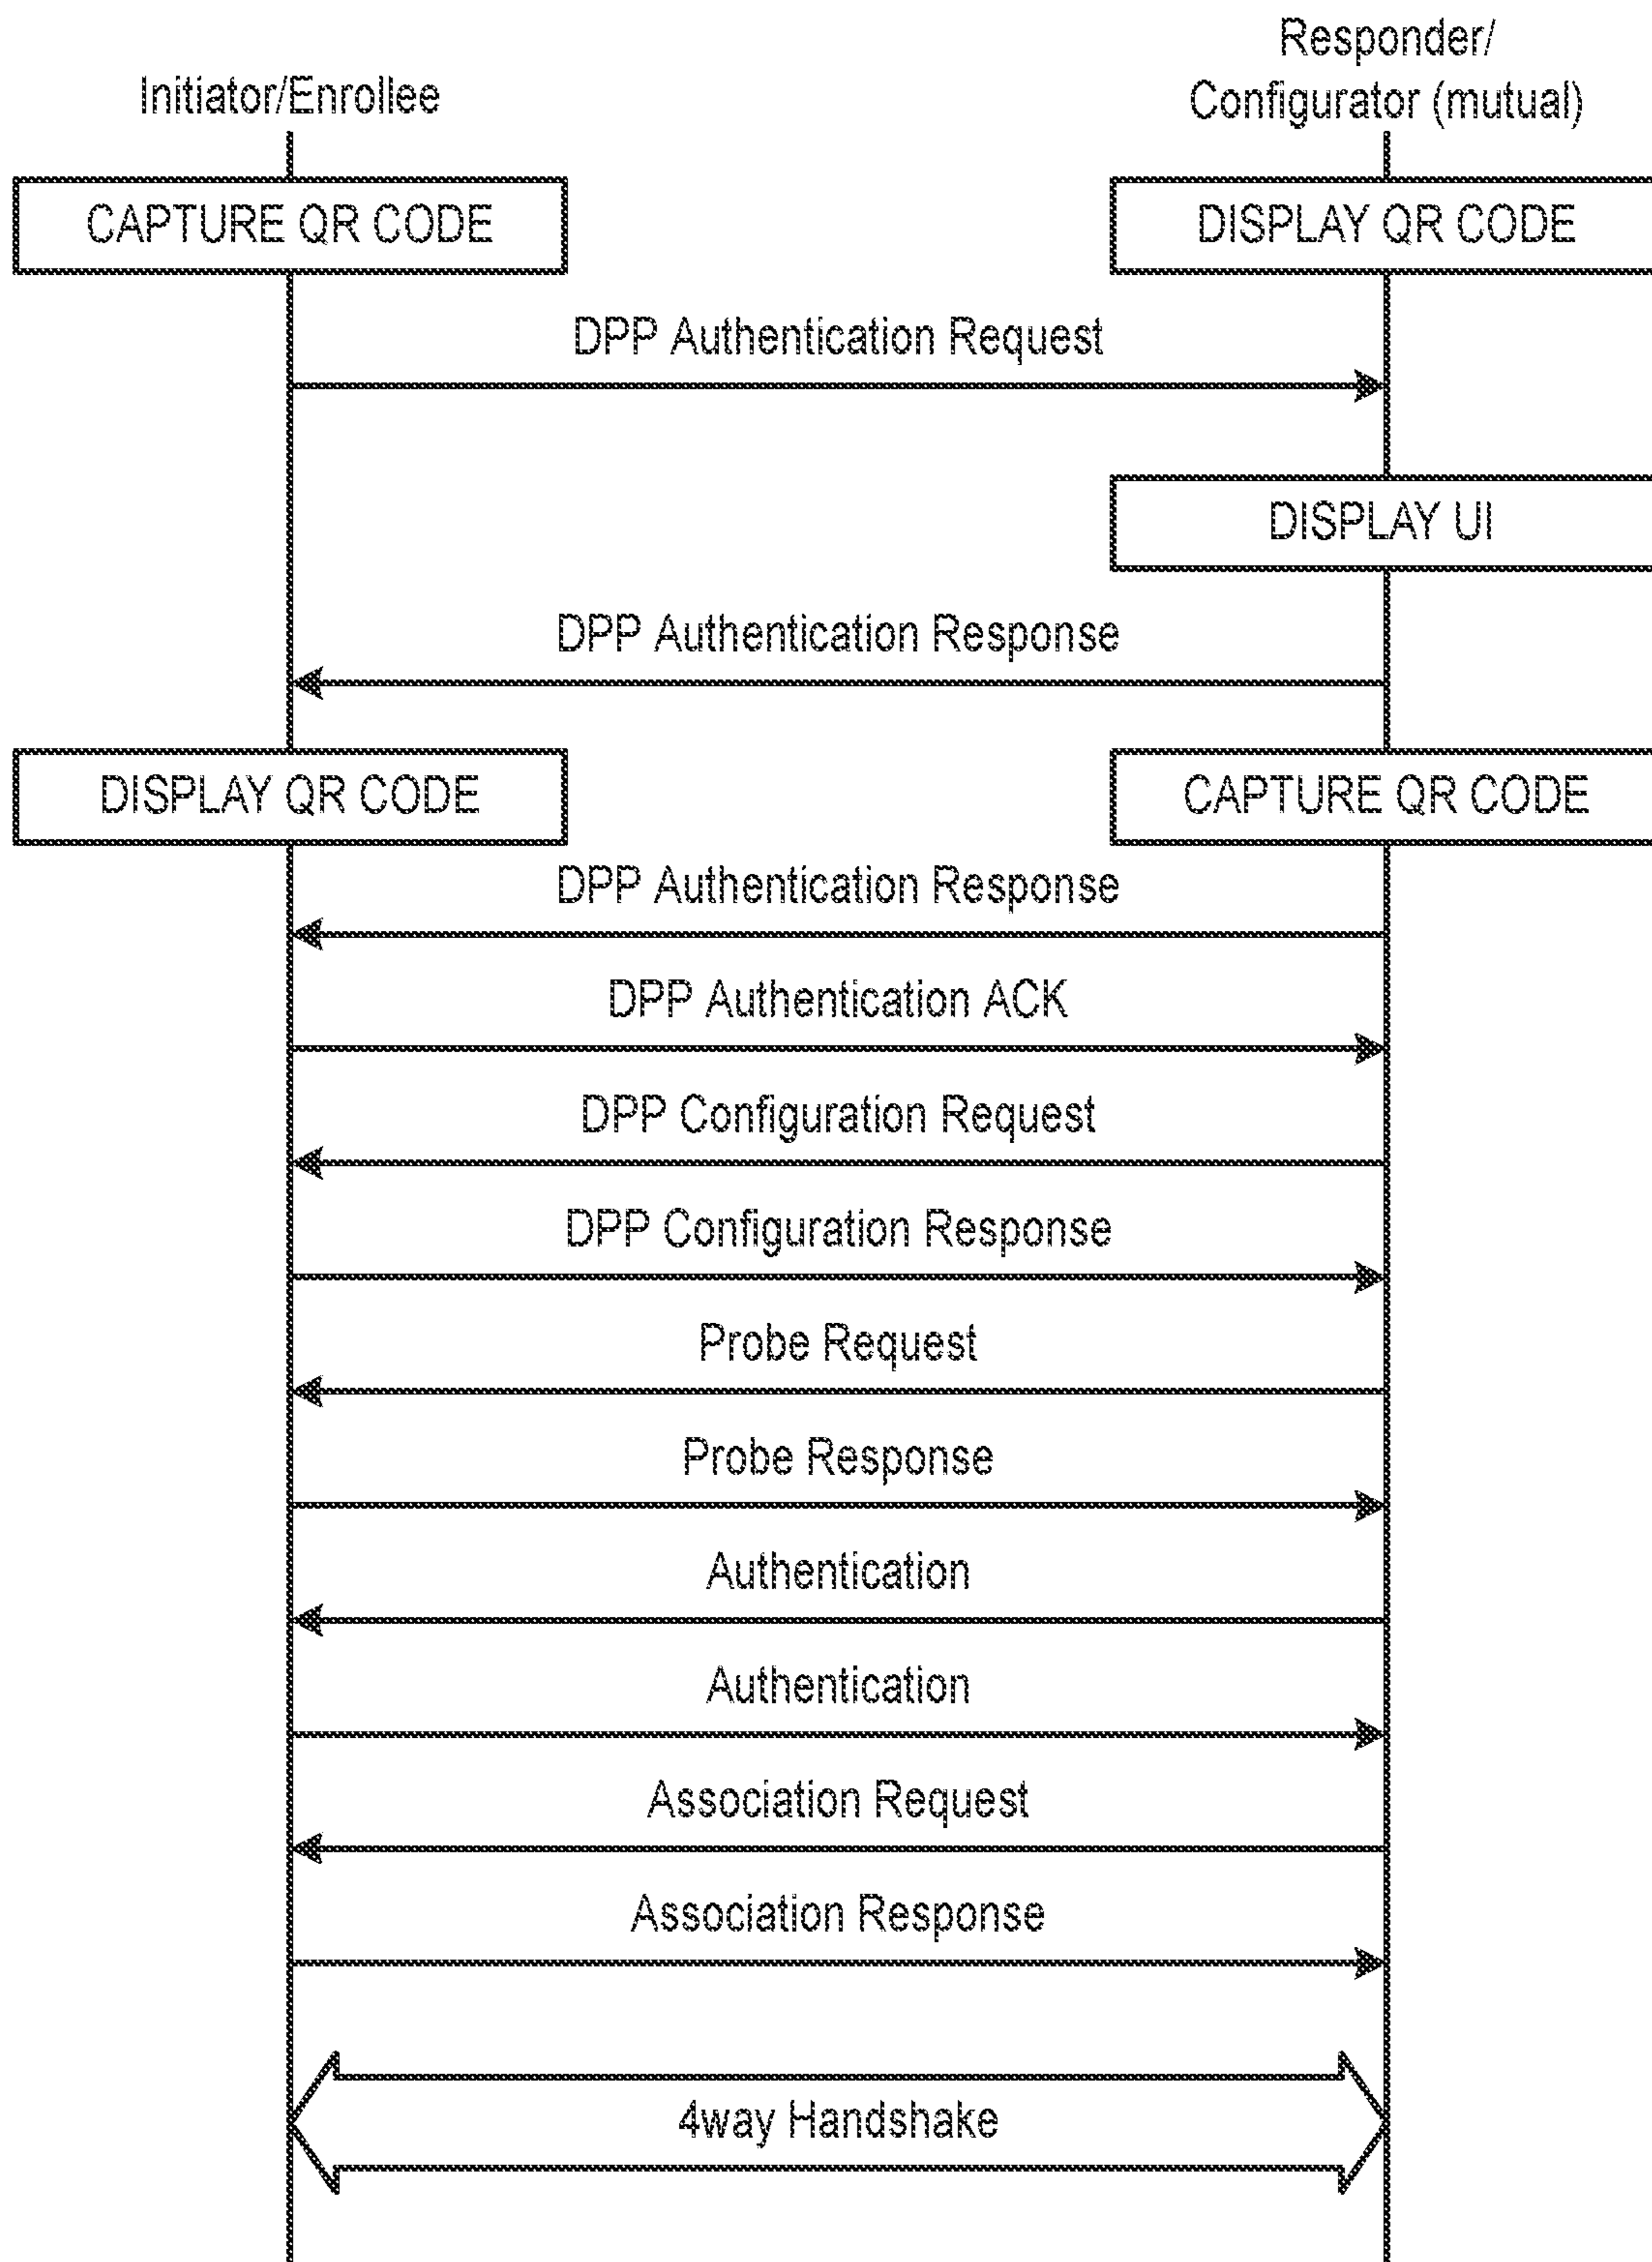 Initiator/Enrollee
Responder/
Configurator (mutual)
CAPTURE QR CODE
DISPLAY QR CODE
DPP Authentication Request
DISPLAY UI
DPP Authentication Response
DISPLAY QR CODE
CAPTURE QR CODE
DPP Authentication Response
DPP Authentication ACK
DPP Configuration Request
DPP Configuration Response
Probe Request
Probe Response
Authentication
Authentication
Association Request
Association Response
4way Handshake